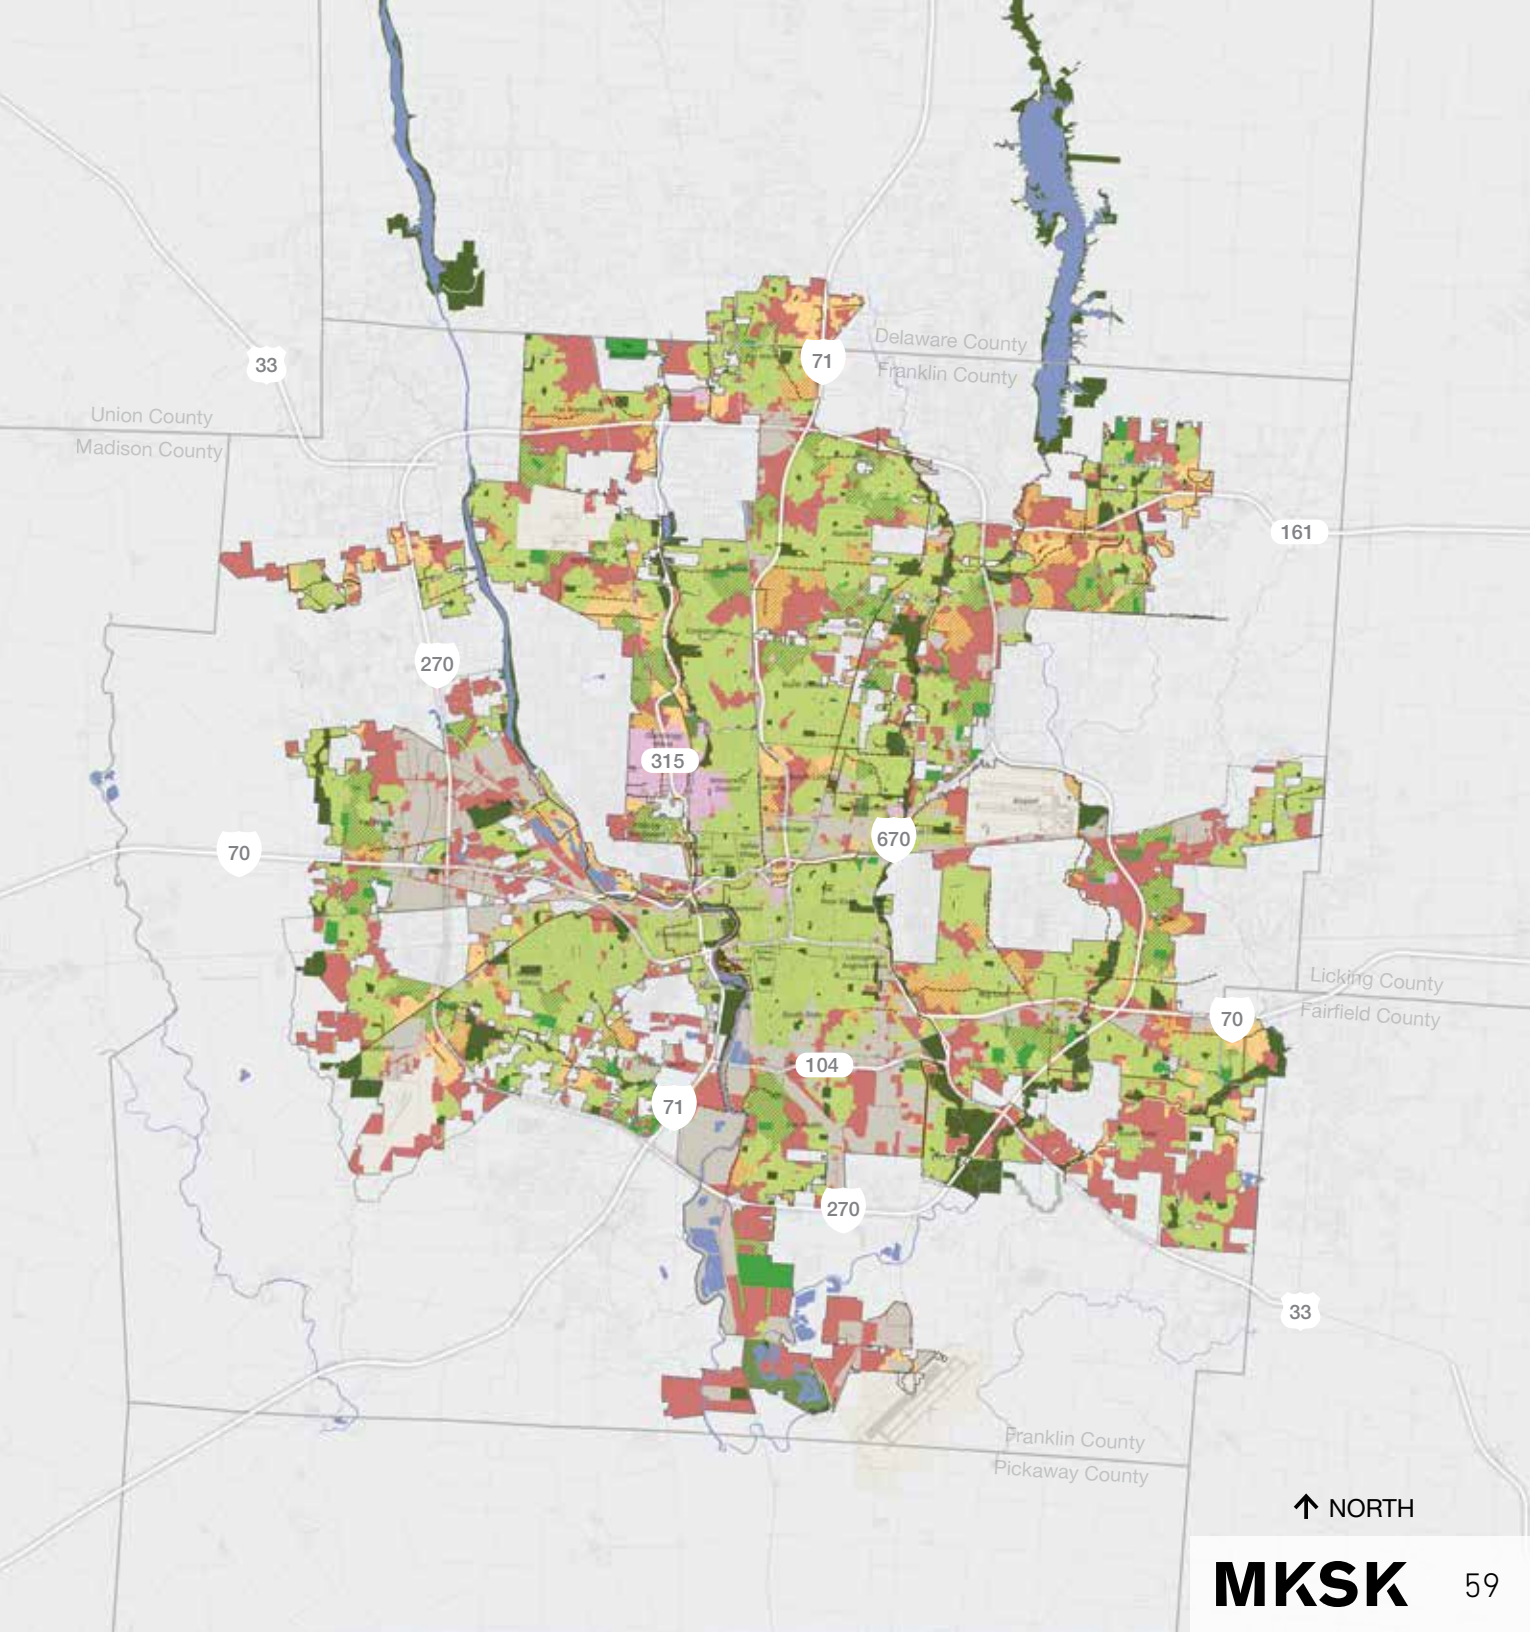 Delaware County
71
33
Franklin County
Union County
Madison County
161
270
315
Airport
670
70
Licking County
70
Fairfield County
104
71
270
33
Franklin County
Pickaway County
↑ NORTH
MKSK 59